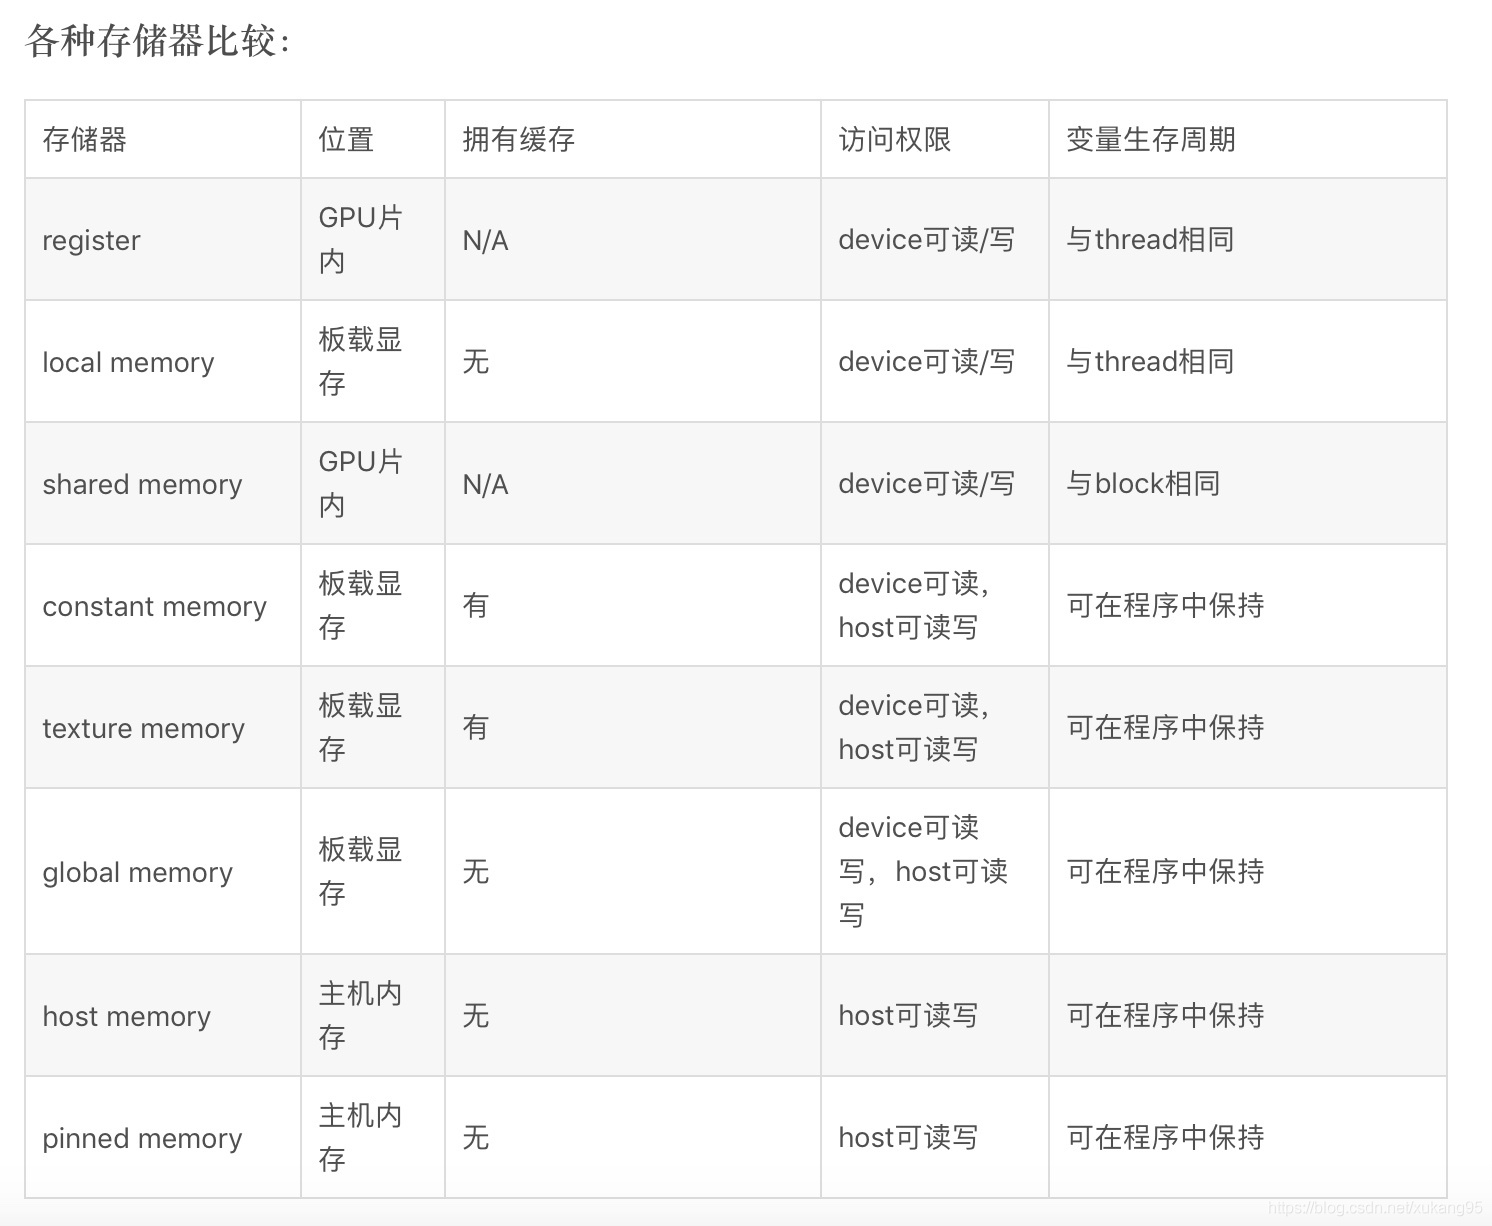 各种存储器比较:
存储器 位置 拥有缓存 访问权限 变量生存周期
register GPU片
内 N/A device可读/写 与thread相同
local memory 板载显
存 无 device可读/写 与thread相同
shared memory GPU片
内 N/A device可读/写 与block相同
constant memory 板载显
存 有 device可读,
host可读写 可在程序中保持
texture memory 板载显
存 有 device可读,
host可读写 可在程序中保持
global memory 板载显
存 无 device可读
写，host可读
写 可在程序中保持
host memory 主机内
存 无 host可读写 可在程序中保持
pinned memory 主机内
存 无 host可读写 可在程序中保持
https://blog.csdn.net/xukang95